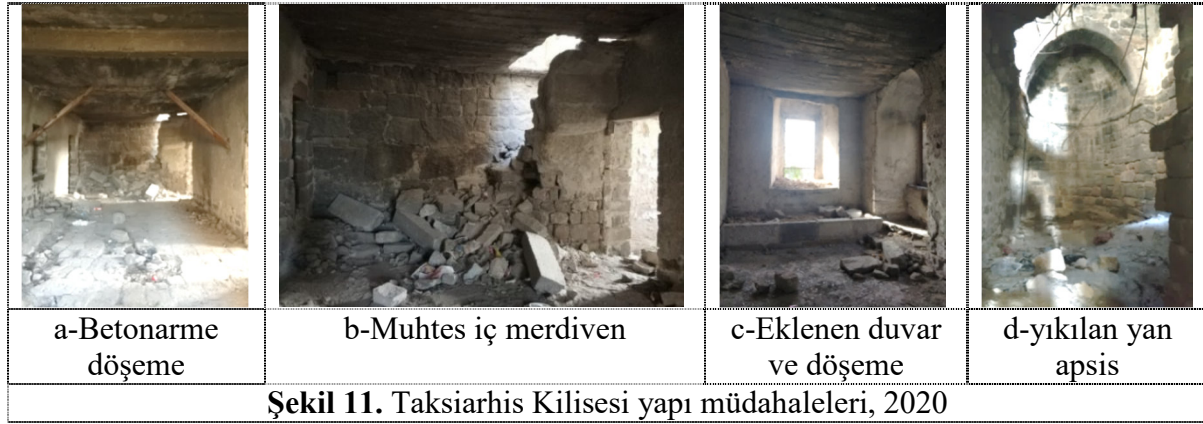 a-Betonarme
döşeme
b-Muhtes iç merdiven
c-Eklenen duvar
ve döşeme
d-yıkılan yan
apsis
Şekil 11. Taksiarhis Kilisesi yapı müdahaleleri, 2020